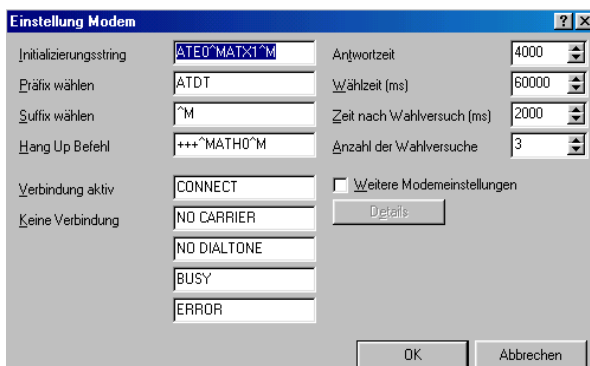 Einstellung Modem
Initializierungsstring ATE0^MATX1^M
Präfix wählen ATDT
Suffix wählen ^M
Hang Up Befehl +++^MATH0^M
Verbindung aktiv CONNECT
Keine Verbindung NO CARRIER
NO DIALTONE
BUSY
ERROR
Antwortzeit 4000
Wählzeit (ms) 60000
Zeit nach Wahlversuch (ms) 2000
Anzahl der Wahlversuche 3
Weitere Modemeinstellungen
Details
OK Abbrechen